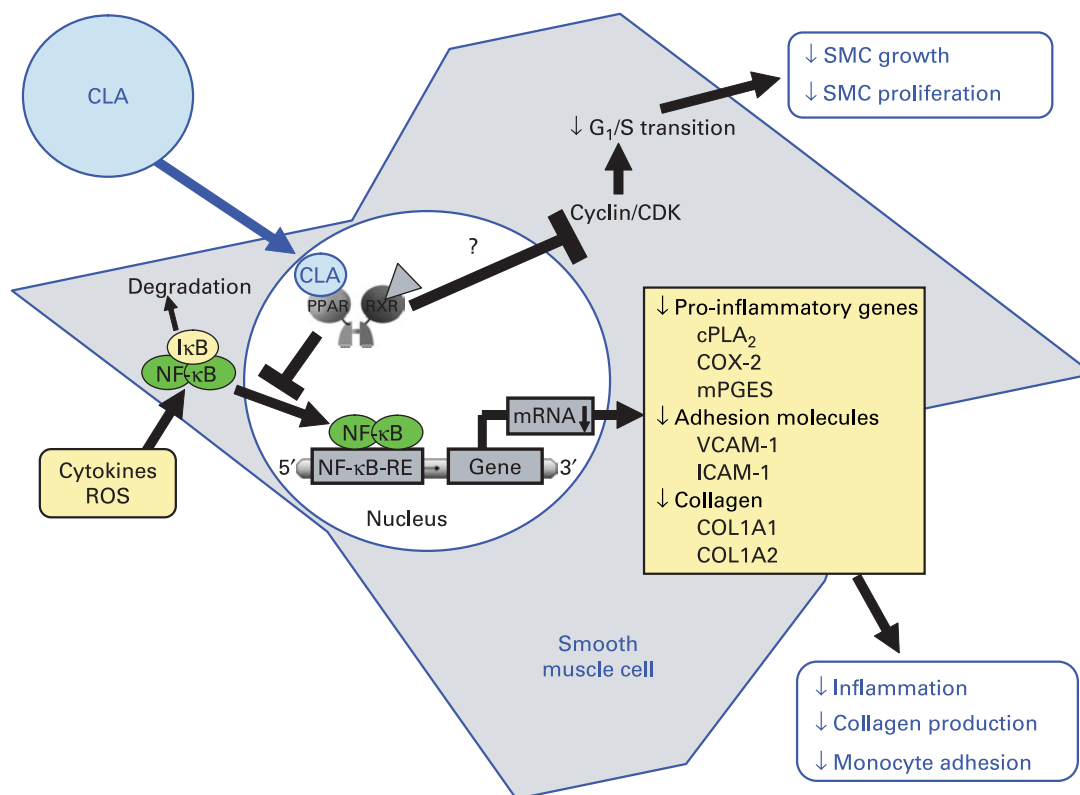 CLA
↓ SMC growth
↓ SMC proliferation
↓ G₁/S transition
Cyclin/CDK
?
CLA
PPAR
RXR
Degradation
IκB
NF-κB
Cytokines
ROS
NF-κB
5′ NF-κB-RE Gene 3′
mRNA↓
Nucleus
↓ Pro-inflammatory genes
cPLA₂
COX-2
mPGES
↓ Adhesion molecules
VCAM-1
ICAM-1
↓ Collagen
COL1A1
COL1A2
Smooth
muscle cell
↓ Inflammation
↓ Collagen production
↓ Monocyte adhesion